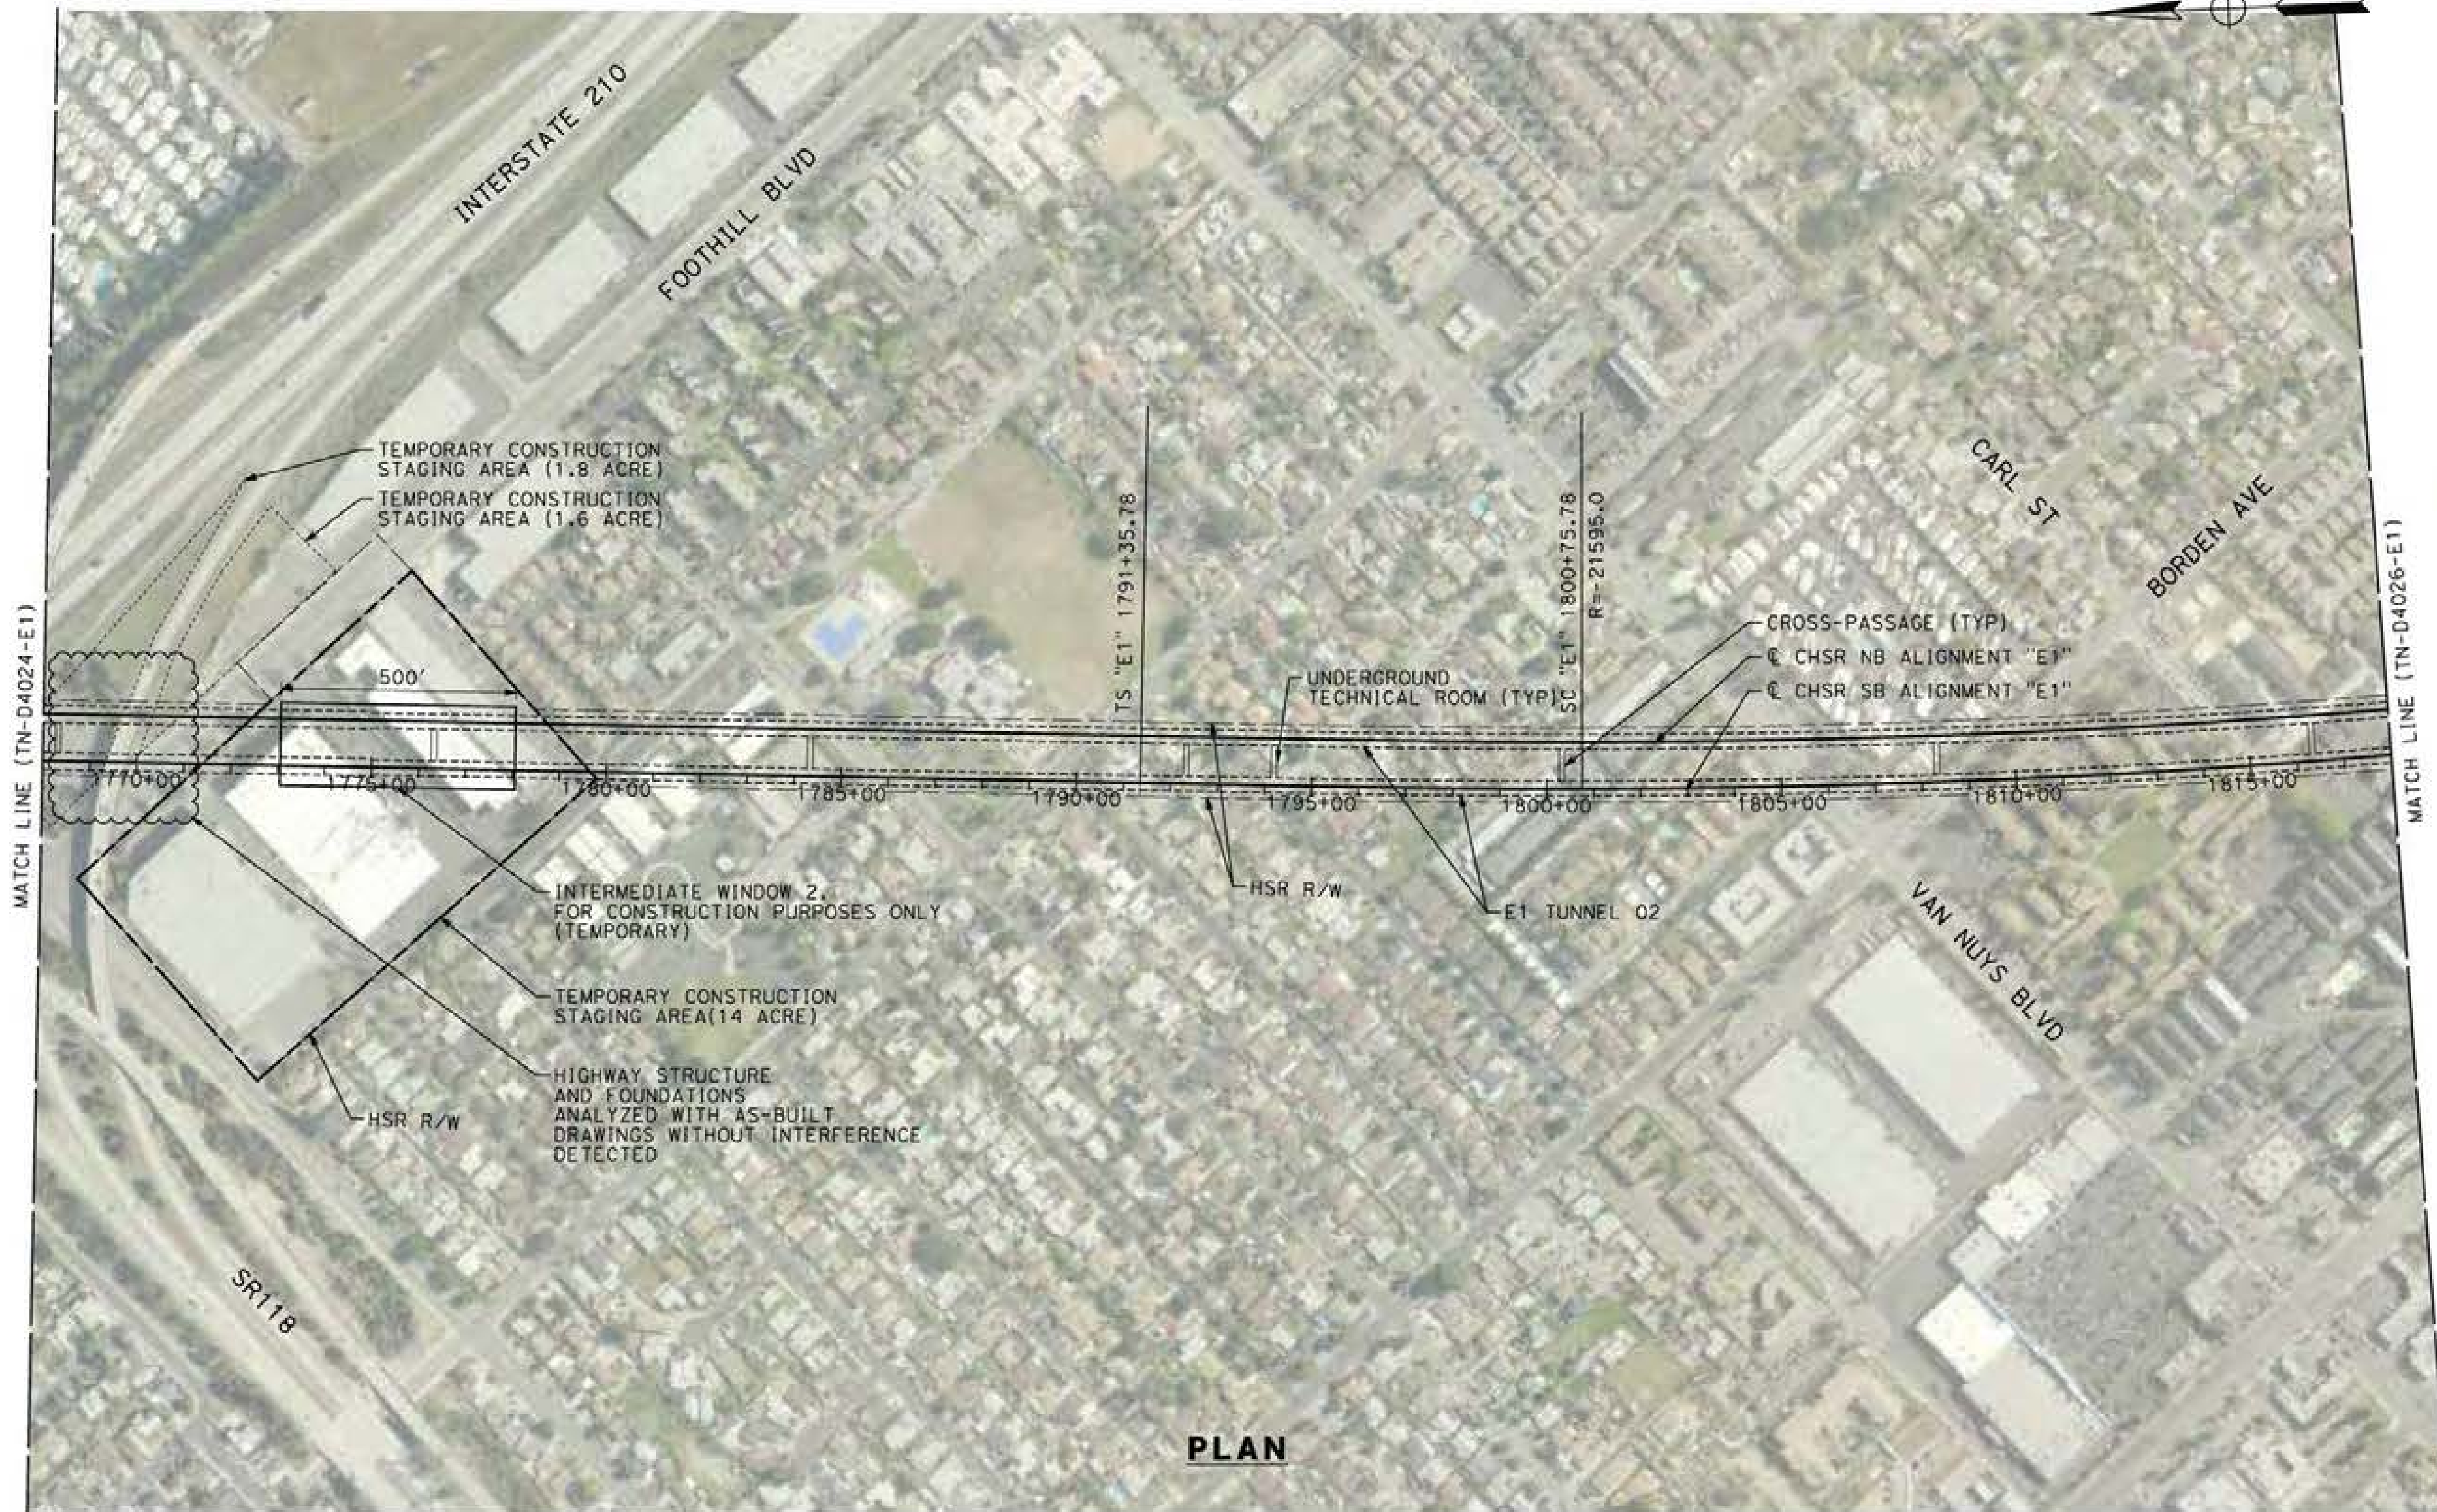 INTERSTATE 210
FOOTHILL BLVD
TEMPORARY CONSTRUCTION
STAGING AREA (1.8 ACRE)
TEMPORARY CONSTRUCTION
STAGING AREA (1.6 ACRE)
CARL ST
BORDEN AVE
TS "E1" 1791+35.78
SC "E1" 1800+75.78
R=-21595.0
MATCH LINE (TN-D4024-E1)
MATCH LINE (TN-D4026-E1)
CROSS-PASSAGE (TYP)
℄ CHSR NB ALIGNMENT "E1"
℄ CHSR SB ALIGNMENT "E1"
500'
UNDERGROUND
TECHNICAL ROOM (TYP)
1770+00
1775+00
1780+00
1785+00
1790+00
1795+00
1800+00
1805+00
1810+00
1815+00
INTERMEDIATE WINDOW 2.
FOR CONSTRUCTION PURPOSES ONLY
(TEMPORARY)
HSR R/W
E1 TUNNEL 02
VAN NUYS BLVD
TEMPORARY CONSTRUCTION
STAGING AREA(14 ACRE)
HIGHWAY STRUCTURE
AND FOUNDATIONS
ANALYZED WITH AS-BUILT
DRAWINGS WITHOUT INTERFERENCE
DETECTED
HSR R/W
SR118
PLAN